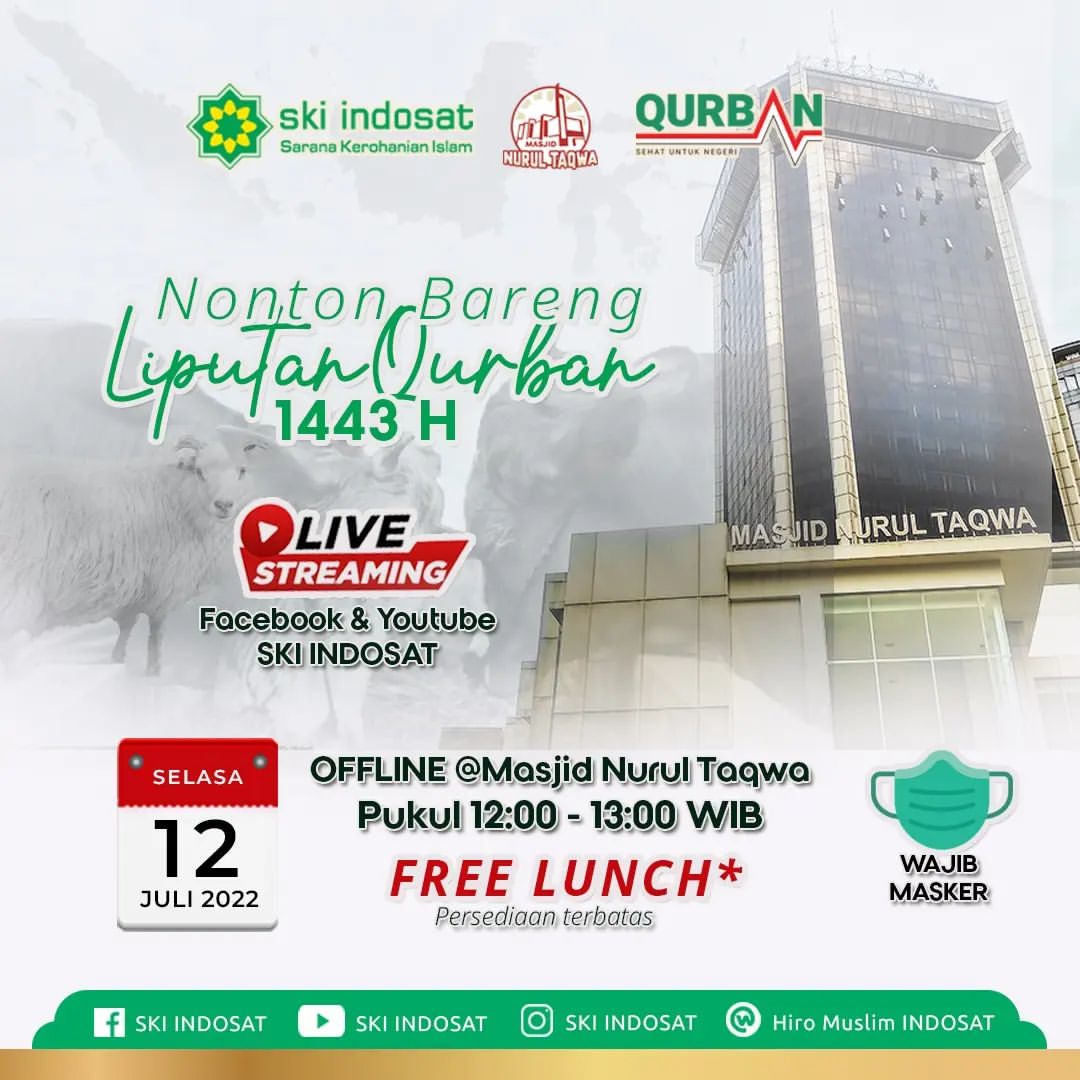 ski indosat
Sarana Kerohanian Islam
MASJID
NURUL TAQWA
QURBAN
SEHAT UNTUK NEGERI
Nonton Bareng
Liputan Qurban
1443 H
LIVE
STREAMING
Facebook & Youtube
SKI INDOSAT
MASJID NURUL TAQWA
SELASA
12
JULI 2022
OFFLINE @Masjid Nurul Taqwa
Pukul 12:00 - 13:00 WIB
FREE LUNCH*
Persediaan terbatas
WAJIB
MASKER
SKI INDOSAT
SKI INDOSAT
SKI INDOSAT
Hiro Muslim INDOSAT